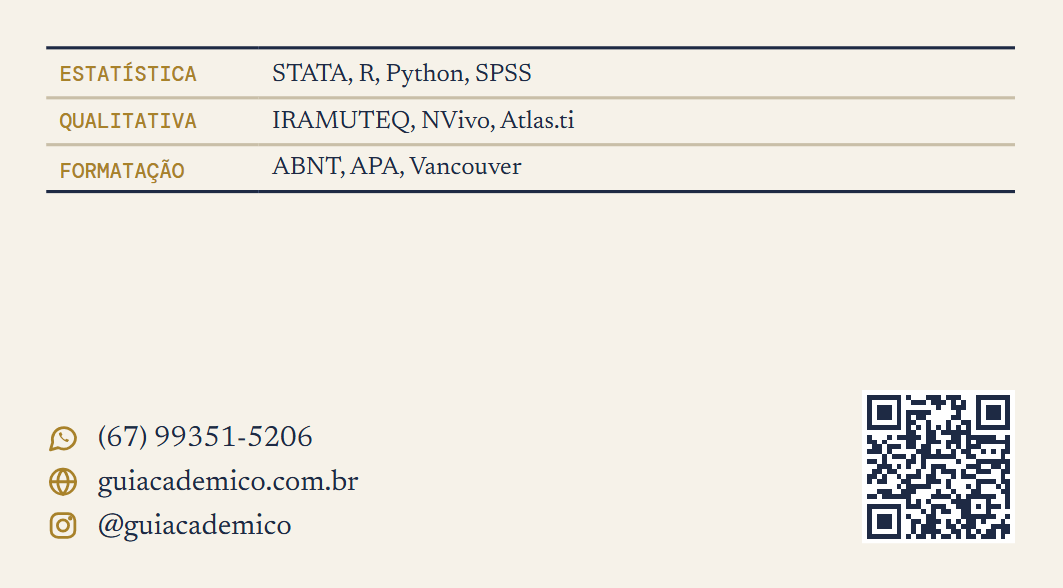 ESTATÍSTICA STATA, R, Python, SPSS
QUALITATIVA IRAMUTEQ, NVivo, Atlas.ti
FORMATAÇÃO ABNT, APA, Vancouver
(67) 99351-5206
guiacademico.com.br
@guiacademico